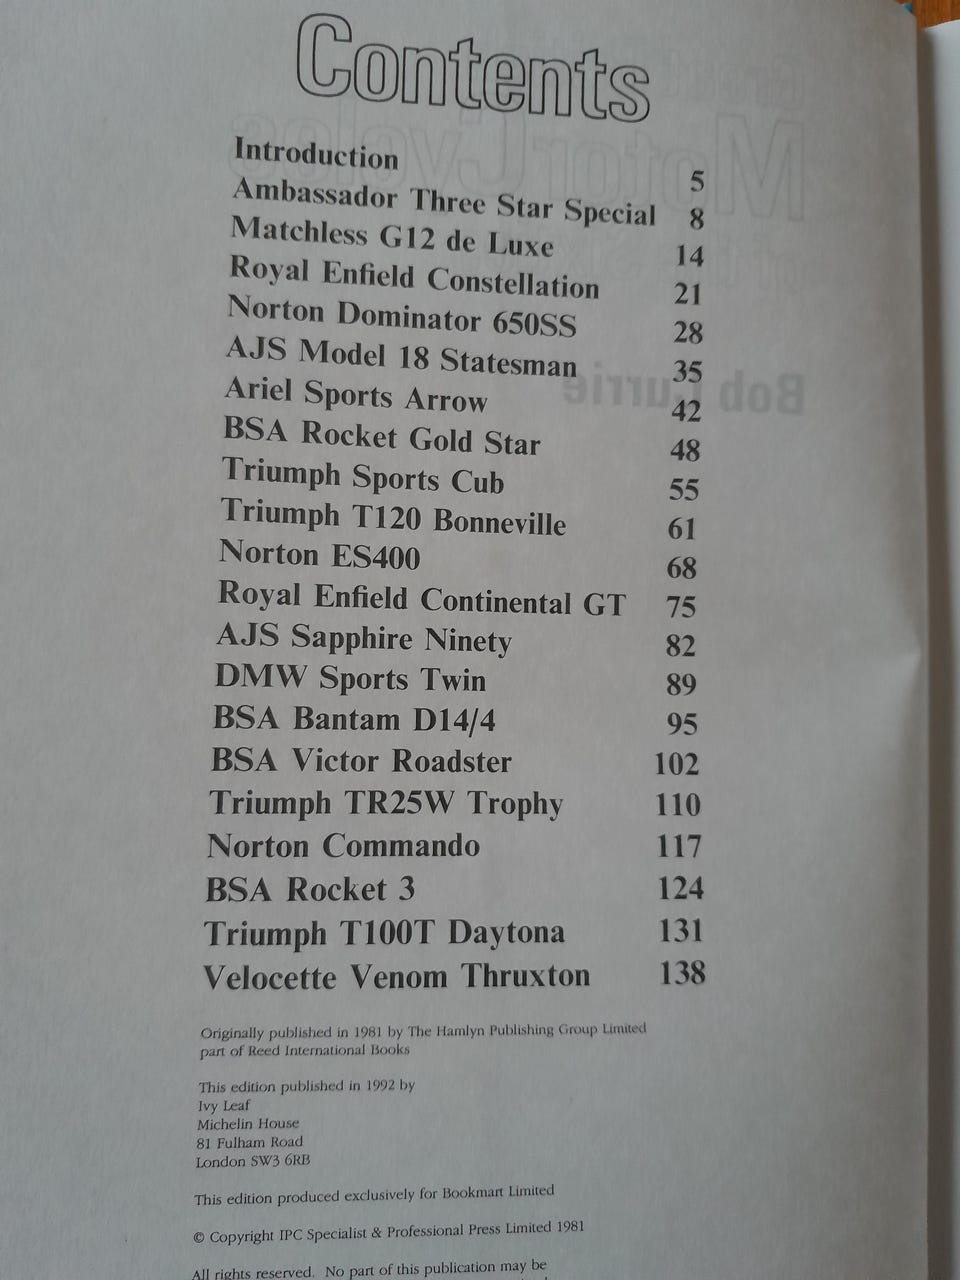 Contents
Introduction 5
Ambassador Three Star Special 8
Matchless G12 de Luxe 14
Royal Enfield Constellation 21
Norton Dominator 650SS 28
AJS Model 18 Statesman 35
Ariel Sports Arrow 42
BSA Rocket Gold Star 48
Triumph Sports Cub 55
Triumph T120 Bonneville 61
Norton ES400 68
Royal Enfield Continental GT 75
AJS Sapphire Ninety 82
DMW Sports Twin 89
BSA Bantam D14/4 95
BSA Victor Roadster 102
Triumph TR25W Trophy 110
Norton Commando 117
BSA Rocket 3 124
Triumph T100T Daytona 131
Velocette Venom Thruxton 138
Originally published in 1981 by The Hamlyn Publishing Group Limited
part of Reed International Books
This edition published in 1992 by
Ivy Leaf
Michelin House
81 Fulham Road
London SW3 6RB
This edition produced exclusively for Bookmart Limited
© Copyright IPC Specialist & Professional Press Limited 1981
All rights reserved. No part of this publication may be